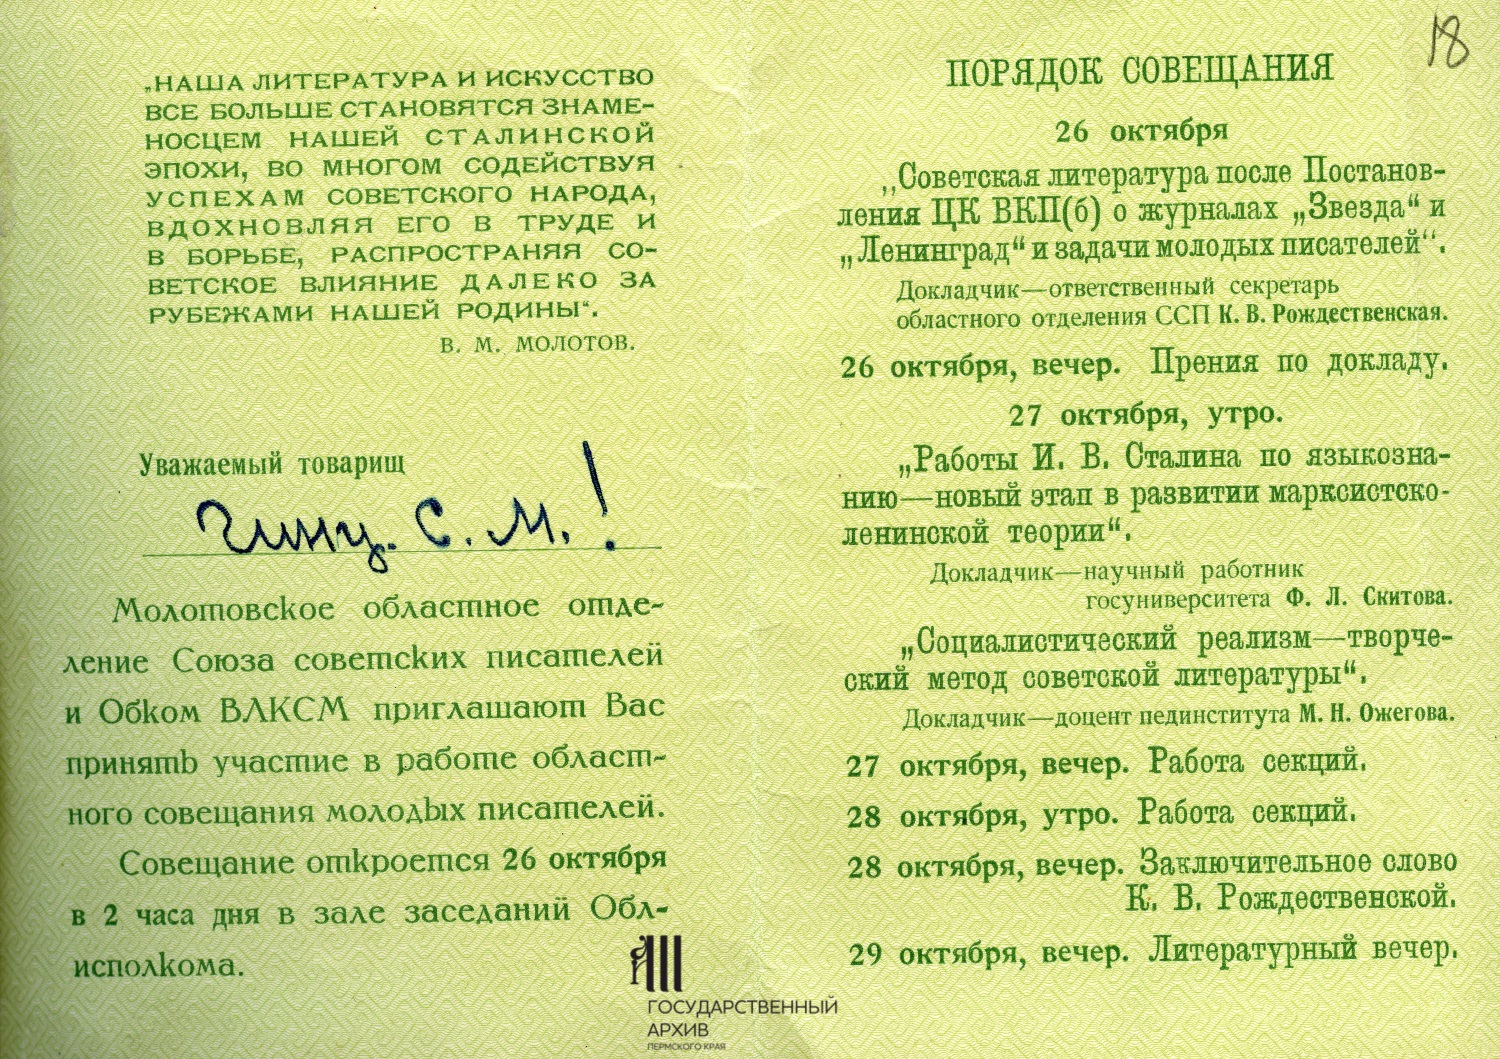 „НАША ЛИТЕРАТУРА И ИСКУССТВО
ВСЕ БОЛЬШЕ СТАНОВЯТСЯ ЗНАМЕ-
НОСЦЕМ НАШЕЙ СТАЛИНСКОЙ
ЭПОХИ, ВО МНОГОМ СОДЕЙСТВУЯ
УСПЕХАМ СОВЕТСКОГО НАРОДА,
ВДОХНОВЛЯЯ ЕГО В ТРУДЕ И
В БОРЬБЕ, РАСПРОСТРАНЯЯ СО-
ВЕТСКОЕ ВЛИЯНИЕ ДАЛЕКО ЗА
РУБЕЖАМИ НАШЕЙ РОДИНЫ“.
В. М. МОЛОТОВ.
Уважаемый товарищ
Гинц. С. М. !
Молотовское областное отде-
ление Союза советских писателей
и Обком ВЛКСМ приглашают Вас
принять участие в работе област-
ного совещания молодых писателей.
Совещание откроется 26 октября
в 2 часа дня в зале заседаний Обл-
исполкома.
18
ПОРЯДОК СОВЕЩАНИЯ
26 октября
„Советская литература после Постанов-
ления ЦК ВКП(б) о журналах „Звезда“ и
„Ленинград“ и задачи молодых писателей“.
Докладчик—ответственный секретарь
областного отделения ССП К. В. Рождественская.
26 октября, вечер. Прения по докладу.
27 октября, утро.
„Работы И. В. Сталина по языкозна-
нию—новый этап в развитии марксистско-
ленинской теории“.
Докладчик—научный работник
госуниверситета Ф. Л. Скитова.
„Социалистический реализм—творче-
ский метод советской литературы“.
Докладчик—доцент пединститута М. Н. Ожегова.
27 октября, вечер. Работа секций.
28 октября, утро. Работа секций.
28 октября, вечер. Заключительное слово
К. В. Рождественской.
29 октября, вечер. Литературный вечер.
ГОСУДАРСТВЕННЫЙ
АРХИВ
ПЕРМСКОГО КРАЯ